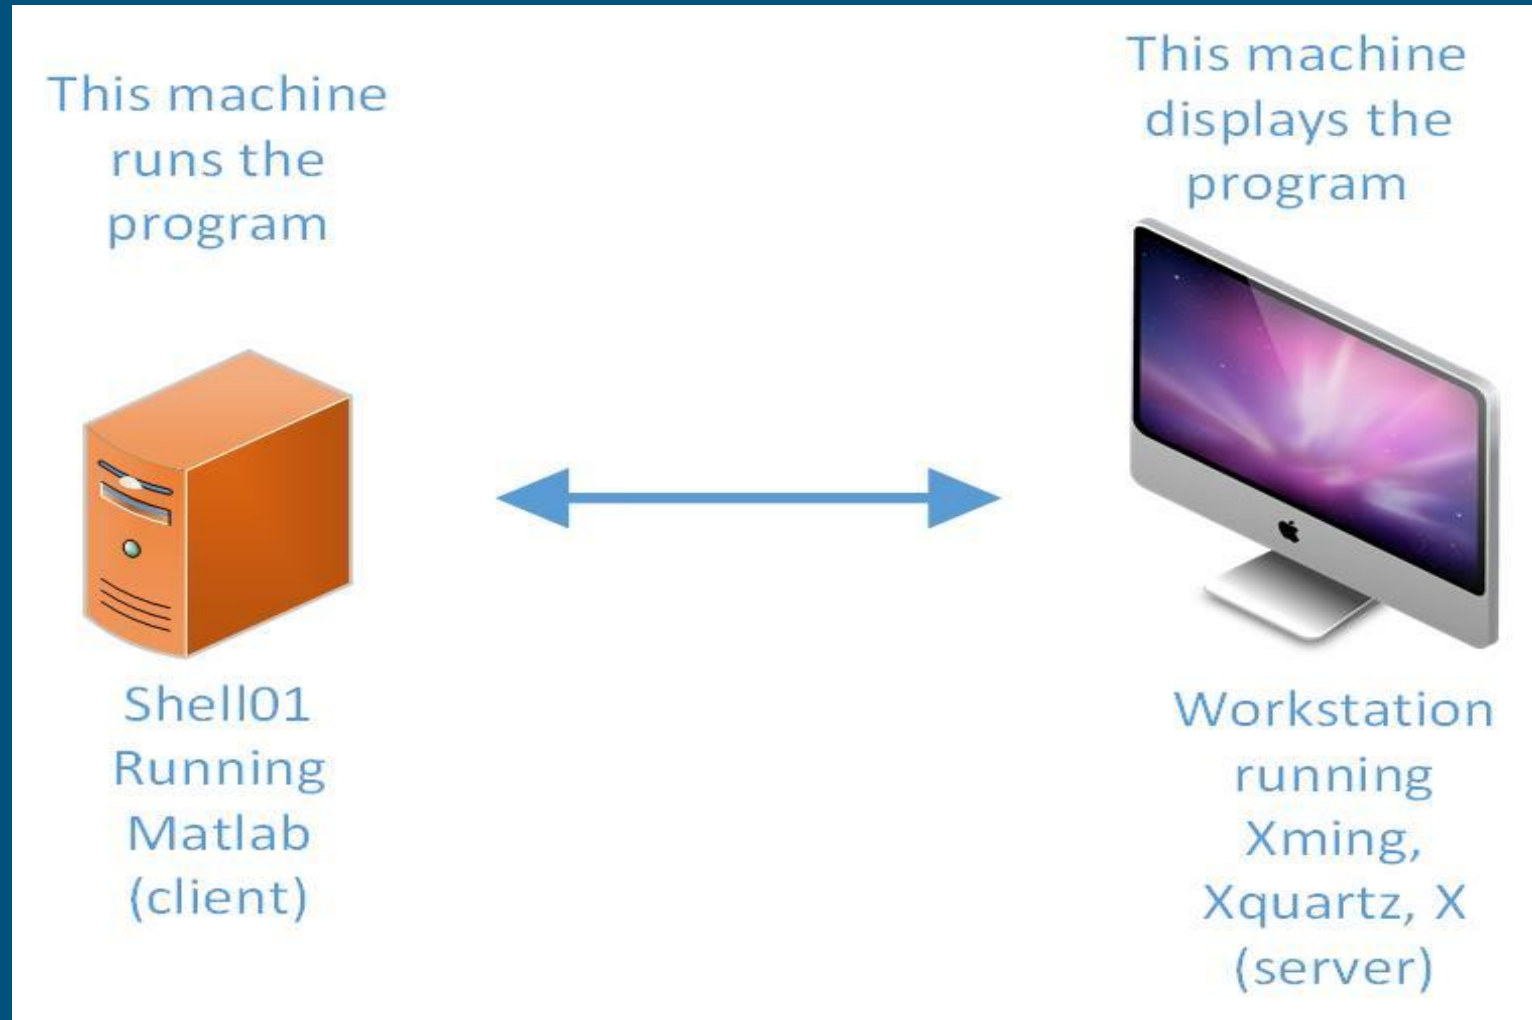 This machine
runs the
program
This machine
displays the
program
Shell01
Running
Matlab
(client)
Workstation
running
Xming,
Xquartz, X
(server)